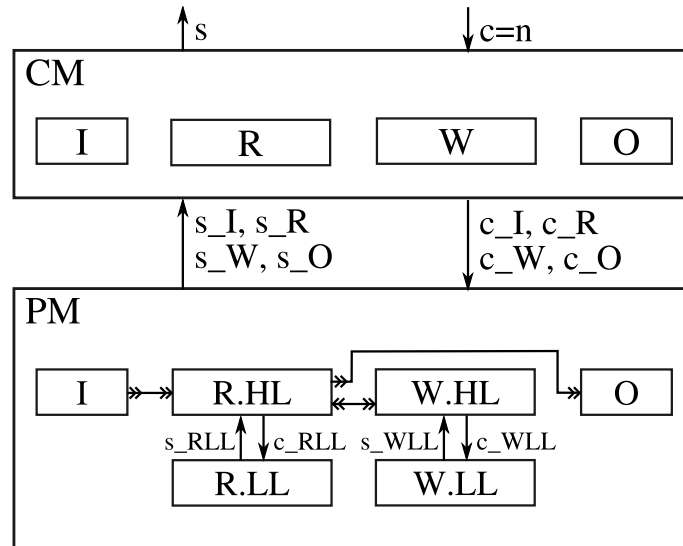 s
c=n
CM
I
R
W
O
s_I, s_R
s_W, s_O
c_I, c_R
c_W, c_O
PM
I
R.HL
W.HL
O
s_RLL
c_RLL
s_WLL
c_WLL
R.LL
W.LL